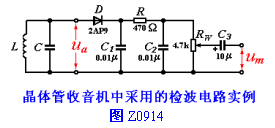 D
R
2AP9
470 Ω
L
C
u_a
C₁
0.01μ
C₂
0.01μ
4.7k
R_W
C₃
10μ
u_m
晶体管收音机中采用的检波电路实例
图 Z0914